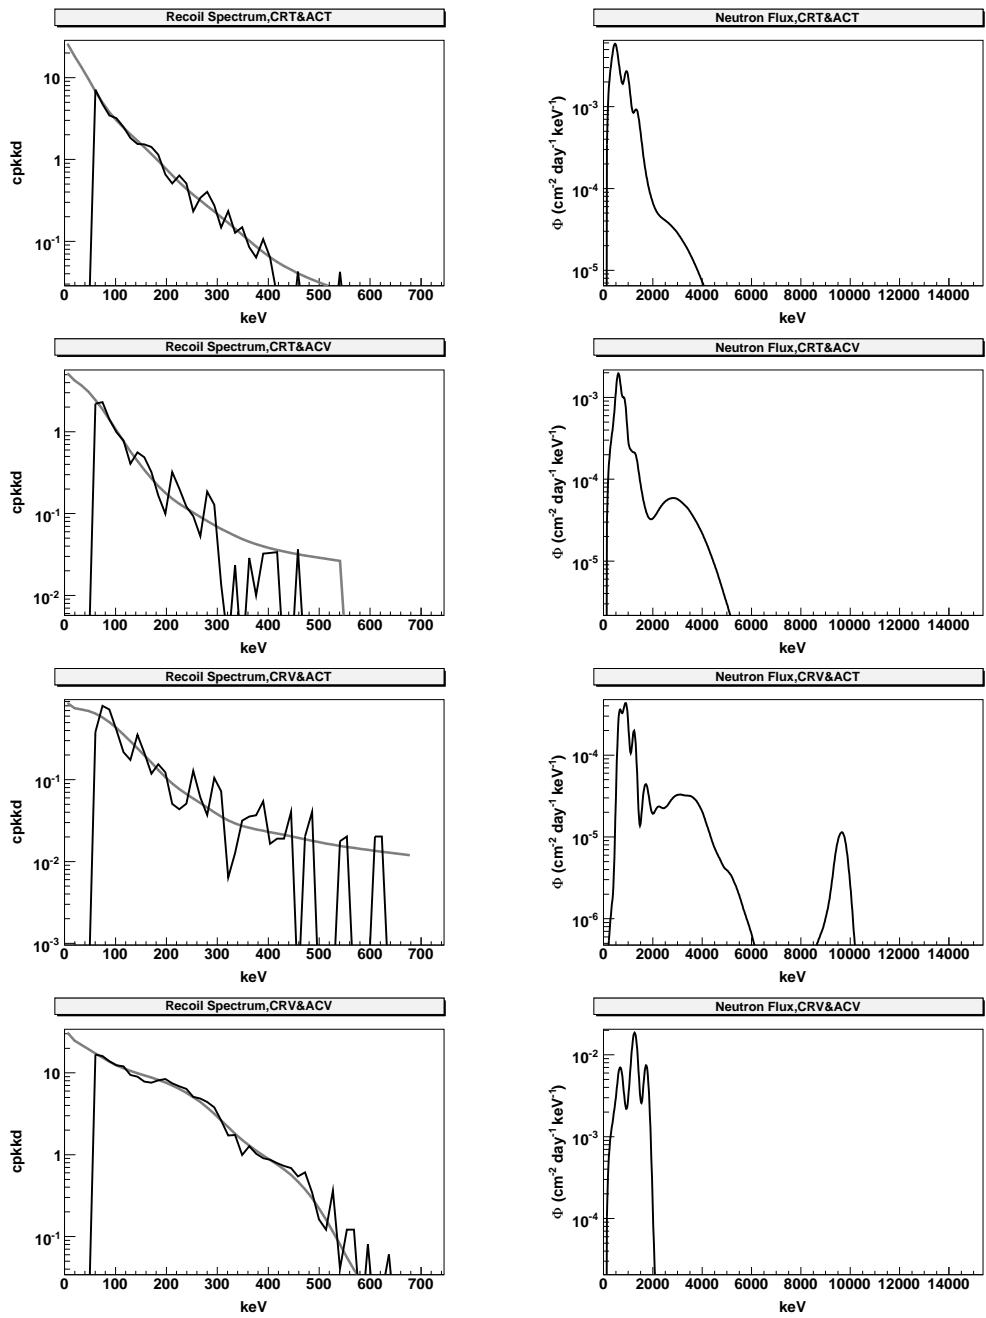 Recoil Spectrum,CRT&ACT
cpkkd
10
1
10-1
0 100 200 300 400 500 600 700
keV
Neutron Flux,CRT&ACT
Φ (cm-2 day-1 keV-1)
10-3
10-4
10-5
0 2000 4000 6000 8000 10000 12000 14000
keV
Recoil Spectrum,CRT&ACV
cpkkd
1
10-1
10-2
0 100 200 300 400 500 600 700
keV
Neutron Flux,CRT&ACV
Φ (cm-2 day-1 keV-1)
10-3
10-4
10-5
0 2000 4000 6000 8000 10000 12000 14000
keV
Recoil Spectrum,CRV&ACT
cpkkd
10-1
10-2
10-3
0 100 200 300 400 500 600 700
keV
Neutron Flux,CRV&ACT
Φ (cm-2 day-1 keV-1)
10-4
10-5
10-6
0 2000 4000 6000 8000 10000 12000 14000
keV
Recoil Spectrum,CRV&ACV
cpkkd
10
1
10-1
0 100 200 300 400 500 600 700
keV
Neutron Flux,CRV&ACV
Φ (cm-2 day-1 keV-1)
10-2
10-3
10-4
0 2000 4000 6000 8000 10000 12000 14000
keV